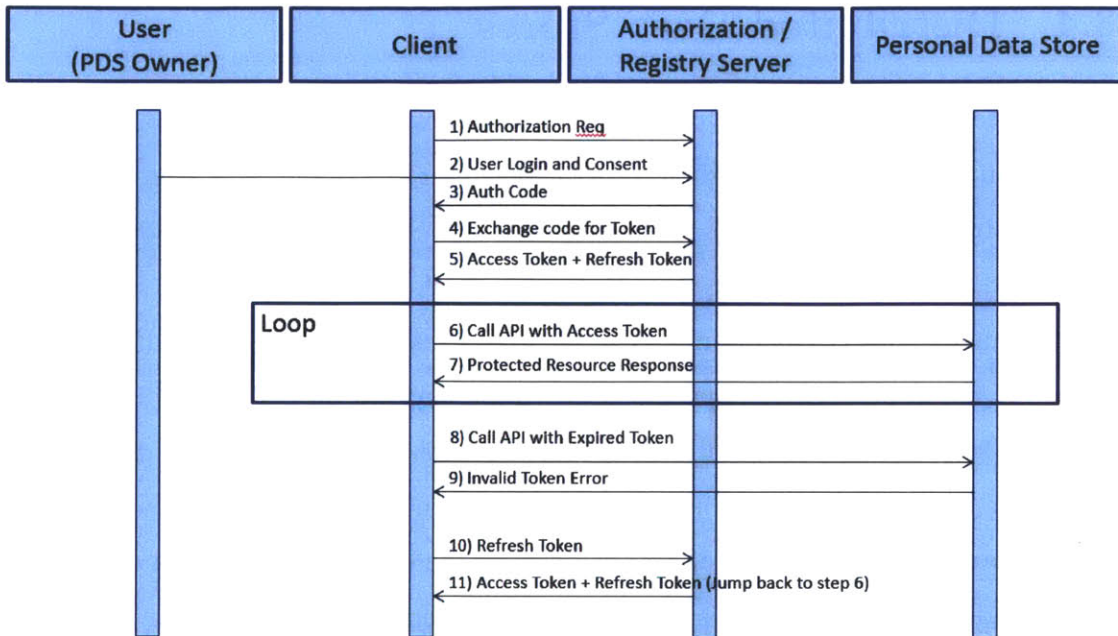 User
(PDS Owner)
Client
Authorization /
Registry Server
Personal Data Store
1) Authorization Req
2) User Login and Consent
3) Auth Code
4) Exchange code for Token
5) Access Token + Refresh Token
Loop
6) Call API with Access Token
7) Protected Resource Response
8) Call API with Expired Token
9) Invalid Token Error
10) Refresh Token
11) Access Token + Refresh Token (Jump back to step 6)